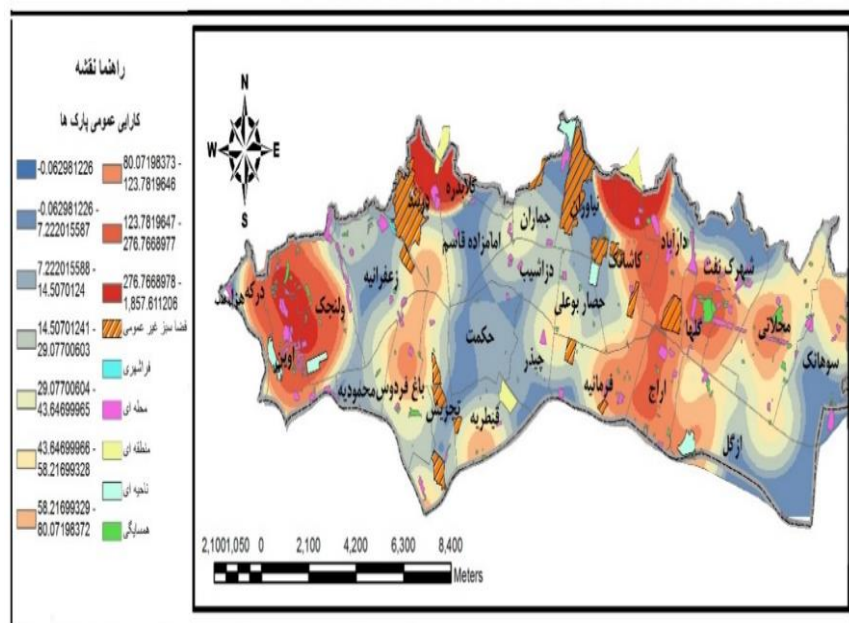 راهنما نقشه
کارایی عمومی پارک ها
-0.062981226
-0.062981226 -
7.222015587
7.222015588 -
14.5070124
14.50701241 -
29.07700603
29.07700604 -
43.64699965
43.64699966 -
58.21699328
58.21699329 -
80.07198372
80.07198373 -
123.7819646
123.7819647 -
276.7668977
276.7668978 -
1,857.611206
فضا سبز غیر عمومی
فراشهری
محله ای
منطقه ای
ناحیه ای
همسایگی
N
W
E
S
گلابدره
دربند
امامزاده قاسم
جماران
نیاوران
دزاشیب
کاشانک
دارآباد
شهرک نفت
درکه
ولنجک
اوین
زعفرانیه
حصار بوعلی
حکمت
چیذر
گلها
محلاتی
سوهانک
محمودیه
باغ فردوس
تجریش
قیطریه
فرمانیه
اراج
ازگل
2,1001,050 0 2,100 4,200 6,300 8,400
Meters